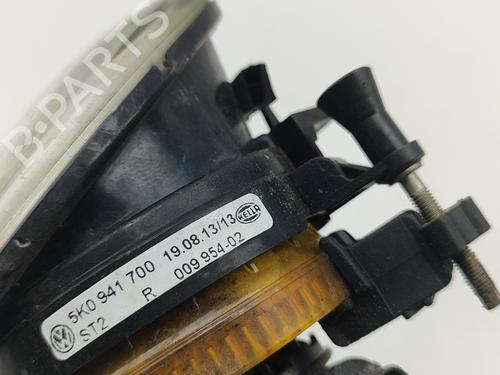 B-PARTS
5K0 941 700 19.08.13/13 HELLA
ST2 R 009 954-02